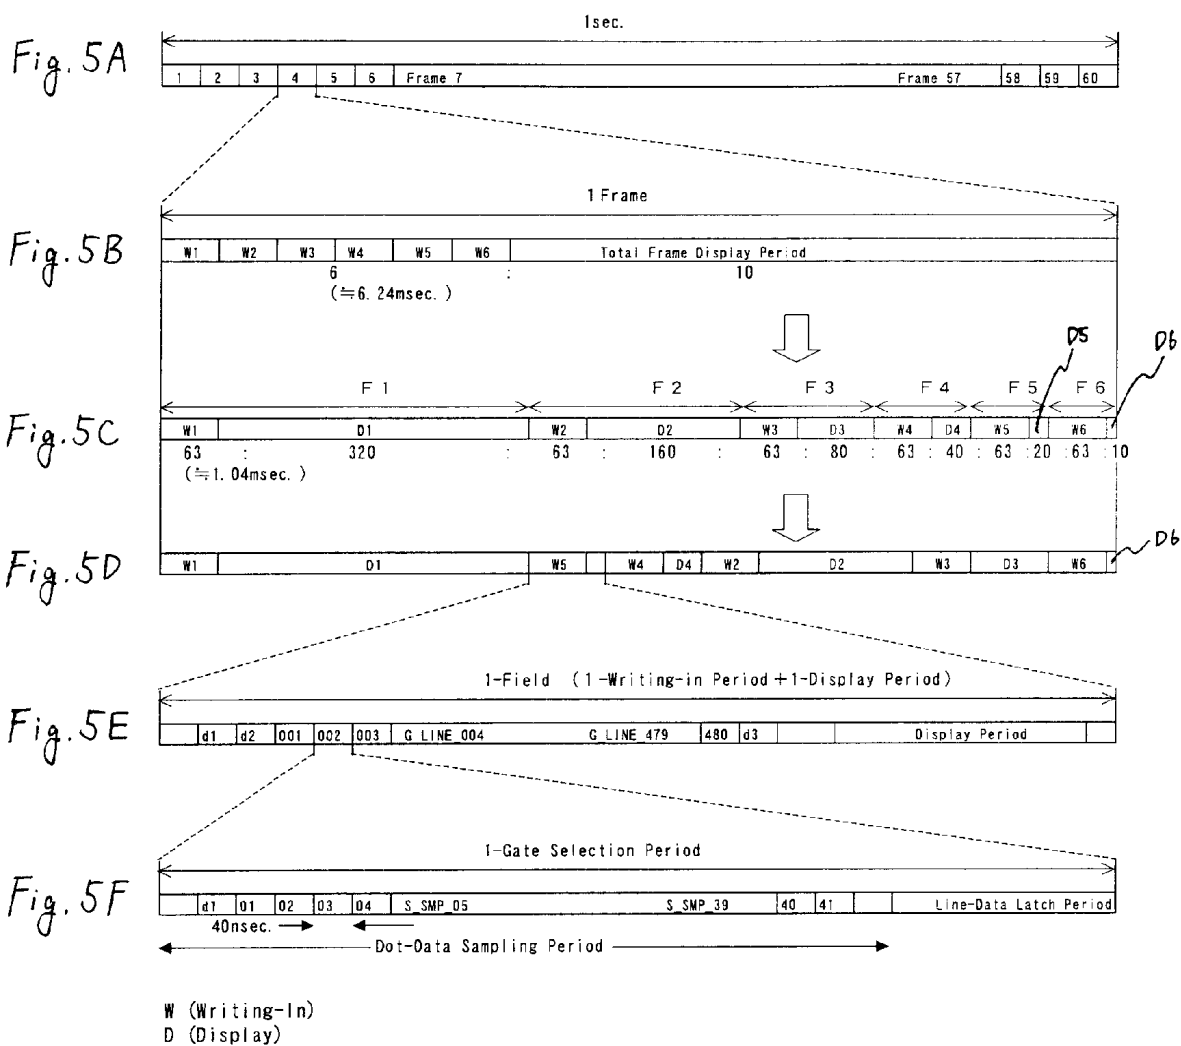 1sec.
Fig. 5A
1 2 3 4 5 6 Frame 7 Frame 57 58 59 60
1 Frame
Fig. 5B
W1 W2 W3 W4 W5 W6 Total Frame Display Period
6 : 10
(≒6.24msec.)
D5 D6
F 1 F 2 F 3 F 4 F 5 F 6
Fig. 5C
W1 D1 W2 D2 W3 D3 W4 D4 W5 W6
63 : 320 : 63 : 160 : 63 : 80 : 63 : 40 : 63 : 20 : 63 : 10
(≒1.04msec.)
D6
Fig. 5D
W1 D1 W5 W4 D4 W2 D2 W3 D3 W6
1-Field (1-Writing-in Period+1-Display Period)
Fig. 5E
d1 d2 001 002 003 G_LINE_004 G_LINE_479 480 d3 Display Period
1-Gate Selection Period
Fig. 5F
d1 01 02 03 04 S_SMP_05 S_SMP_39 40 41 Line-Data Latch Period
40nsec.
Dot-Data Sampling Period
W (Writing-In)
D (Display)